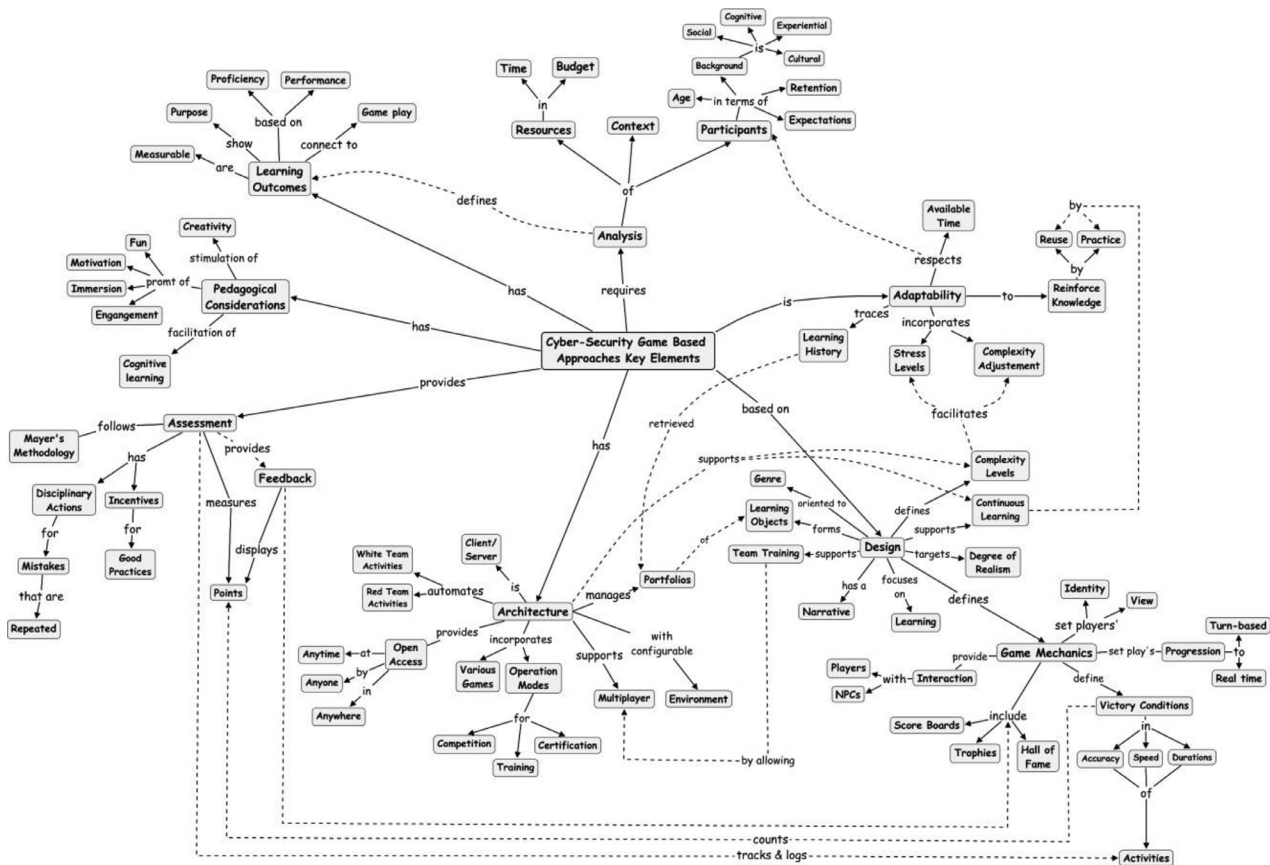 Cognitive
Social
Experiential
is
Cultural
Background
Time
Budget
Retention
Age
in terms of
in
Expectations
Resources
Context
Participants
of
Proficiency
Performance
Purpose
based on
Game play
show
connect to
Measurable
are
Learning
Outcomes
defines
Analysis
requires
has
Available
Time
by
Reuse
Practice
respects
by
Adaptability
to
Reinforce
Knowledge
is
traces
incorporates
Learning
History
Stress
Levels
Complexity
Adjustement
facilitates
Creativity
Fun
stimulation of
Motivation
promt of
Immersion
Pedagogical
Considerations
Engangement
facilitation of
has
Cognitive
learning
Cyber-Security Game Based
Approaches Key Elements
provides
has
based on
retrieved
supports
Assessment
follows
Mayer's
Methodology
provides
has
Feedback
Disciplinary
Actions
Incentives
measures
for
for
displays
Mistakes
Good
Practices
that are
Points
Repeated
Complexity
Levels
Genre
oriented to
defines
Continuous
Learning
Learning
Objects
forms
supports
of
Team Training
supports
Design
targets
Degree of
Realism
has a
focuses
on
Narrative
Learning
defines
Client/
Server
White Team
Activities
is
Portfolios
Red Team
Activities
automates
manages
Architecture
provides
incorporates
with
configurable
Anytime
at
Open
Access
supports
Anyone
by
Various
Games
Operation
Modes
in
Multiplayer
Environment
Anywhere
for
Competition
Certification
Training
by allowing
Identity
View
set players'
Turn-based
Game Mechanics
set play's
Progression
to
Real time
provide
Players
with
Interaction
NPCs
define
Victory Conditions
include
Score Boards
in
Trophies
Hall of
Fame
Accuracy
Speed
Durations
of
counts
tracks & logs
Activities